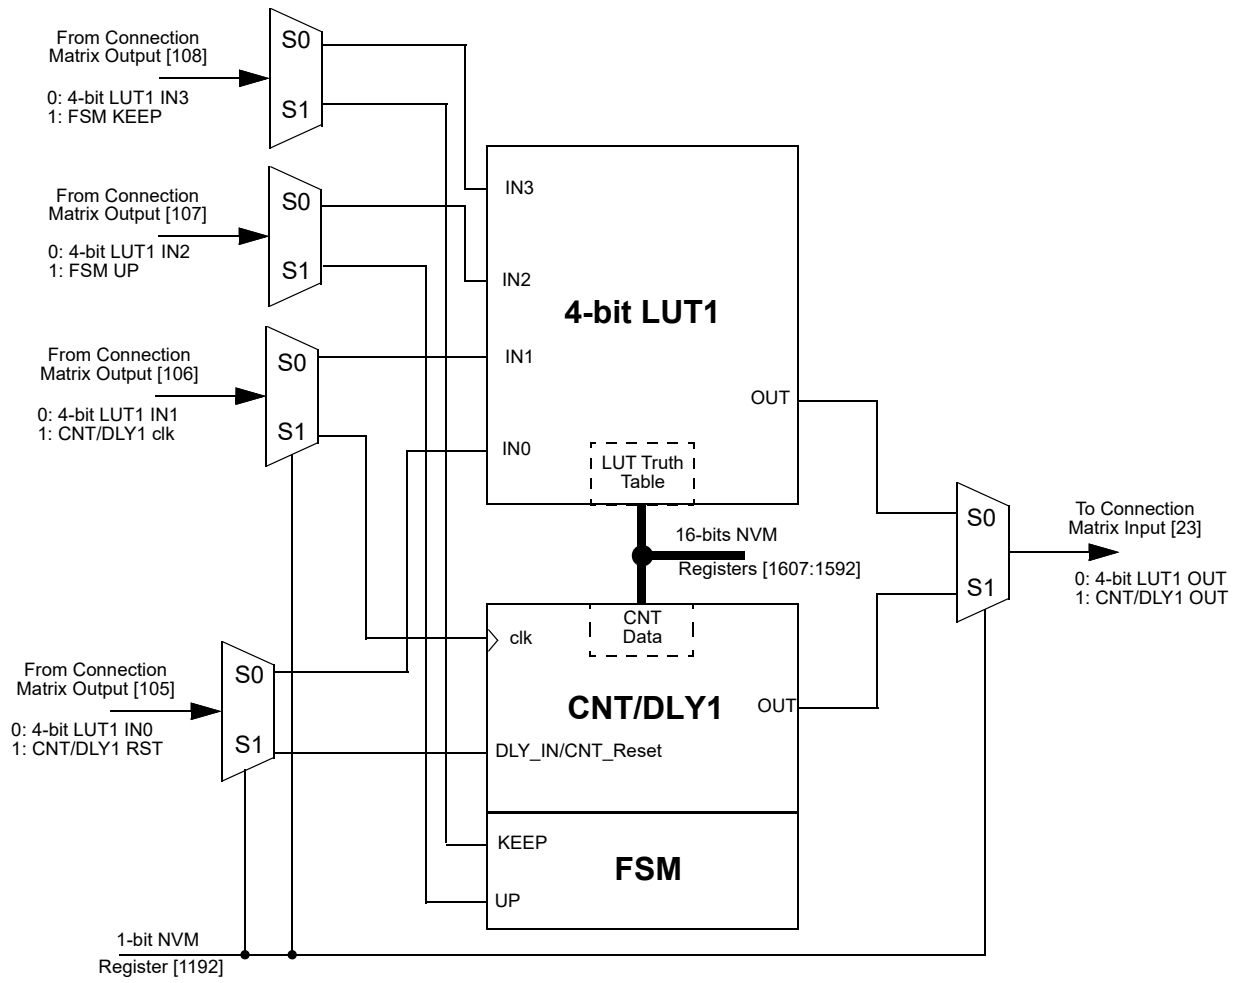 From Connection
Matrix Output [108]
0: 4-bit LUT1 IN3
1: FSM KEEP
S0
S1
From Connection
Matrix Output [107]
0: 4-bit LUT1 IN2
1: FSM UP
S0
S1
From Connection
Matrix Output [106]
0: 4-bit LUT1 IN1
1: CNT/DLY1 clk
S0
S1
From Connection
Matrix Output [105]
0: 4-bit LUT1 IN0
1: CNT/DLY1 RST
S0
S1
IN3
IN2
IN1
IN0
4-bit LUT1
OUT
LUT Truth
Table
16-bits NVM
Registers [1607:1592]
CNT
Data
clk
CNT/DLY1
OUT
DLY_IN/CNT_Reset
KEEP
FSM
UP
S0
S1
To Connection
Matrix Input [23]
0: 4-bit LUT1 OUT
1: CNT/DLY1 OUT
1-bit NVM
Register [1192]